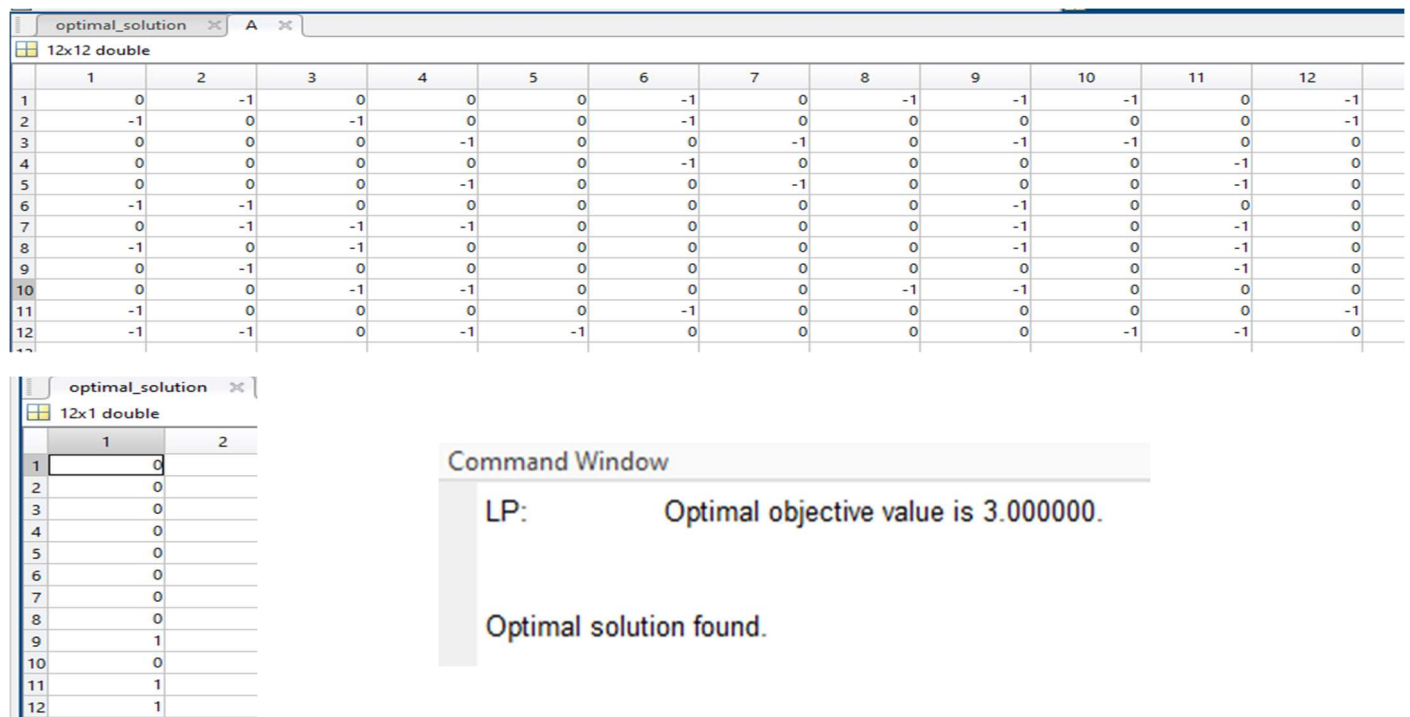 optimal_solution × A ×
12x12 double
1 2 3 4 5 6 7 8 9 10 11 12
1 0 -1 0 0 0 -1 0 -1 -1 -1 0 -1
2 -1 0 -1 0 0 -1 0 0 0 0 0 -1
3 0 0 0 -1 0 0 -1 0 -1 -1 0 0
4 0 0 0 0 0 -1 0 0 0 0 -1 0
5 0 0 0 -1 0 0 -1 0 0 0 -1 0
6 -1 -1 0 0 0 0 0 0 -1 0 0 0
7 0 -1 -1 -1 0 0 0 0 -1 0 -1 0
8 -1 0 -1 0 0 0 0 0 -1 0 -1 0
9 0 -1 0 0 0 0 0 0 0 0 -1 0
10 0 0 -1 -1 0 0 0 -1 -1 0 0 0
11 -1 0 0 0 0 -1 0 0 0 0 0 -1
12 -1 -1 0 -1 -1 0 0 0 0 -1 -1 0
optimal_solution ×
12x1 double
1 2
1 0
2 0
3 0
4 0
5 0
6 0
7 0
8 0
9 1
10 0
11 1
12 1
Command Window
LP: Optimal objective value is 3.000000.
Optimal solution found.